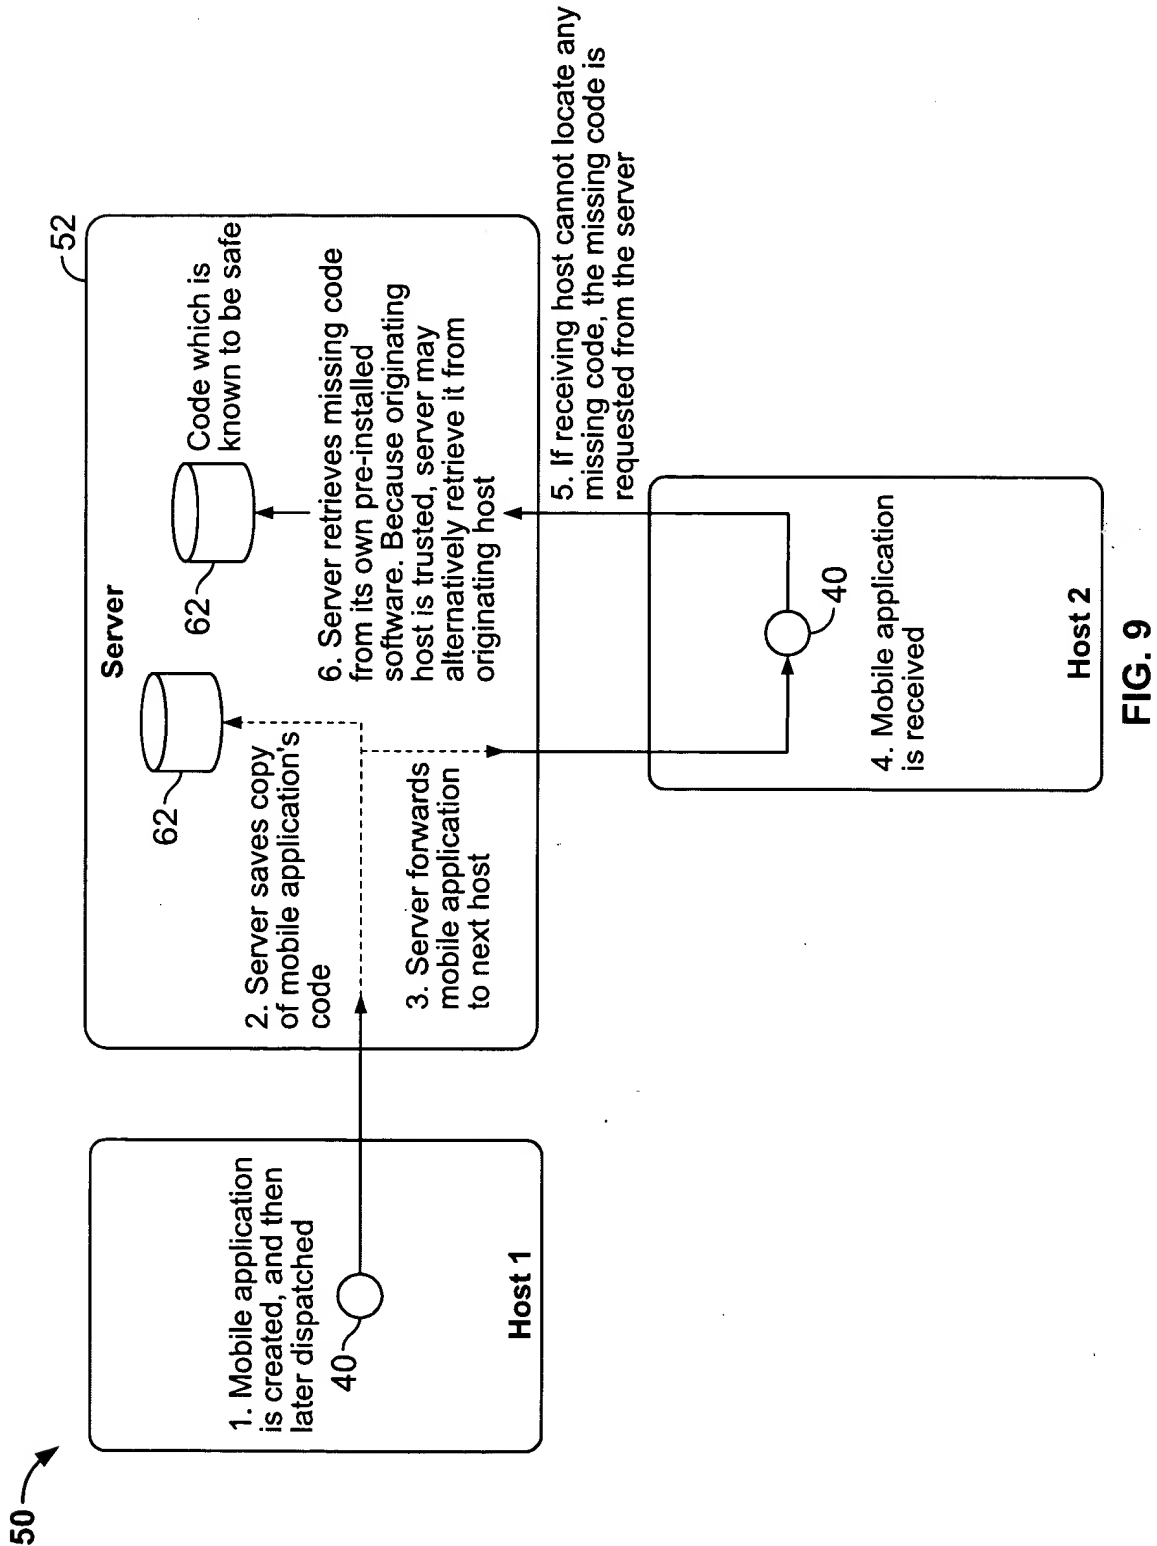 50
1. Mobile application
is created, and then
later dispatched
40
Host 1
52
Server
62
2. Server saves copy
of mobile application's
code
3. Server forwards
mobile application
to next host
62
Code which is
known to be safe
6. Server retrieves missing code
from its own pre-installed
software. Because originating
host is trusted, server may
alternatively retrieve it from
originating host
5. If receiving host cannot locate any
missing code, the missing code is
requested from the server
40
4. Mobile application
is received
Host 2
FIG. 9